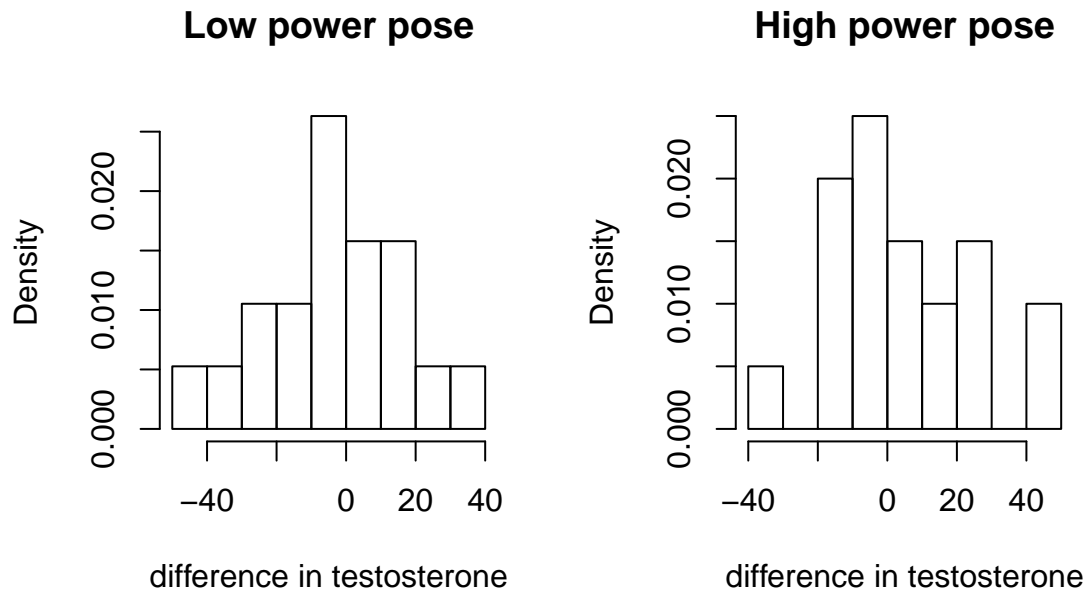 Low power pose
Density
0.000 0.010 0.020
−40 0 20 40
difference in testosterone
High power pose
Density
0.000 0.010 0.020
−40 0 20 40
difference in testosterone